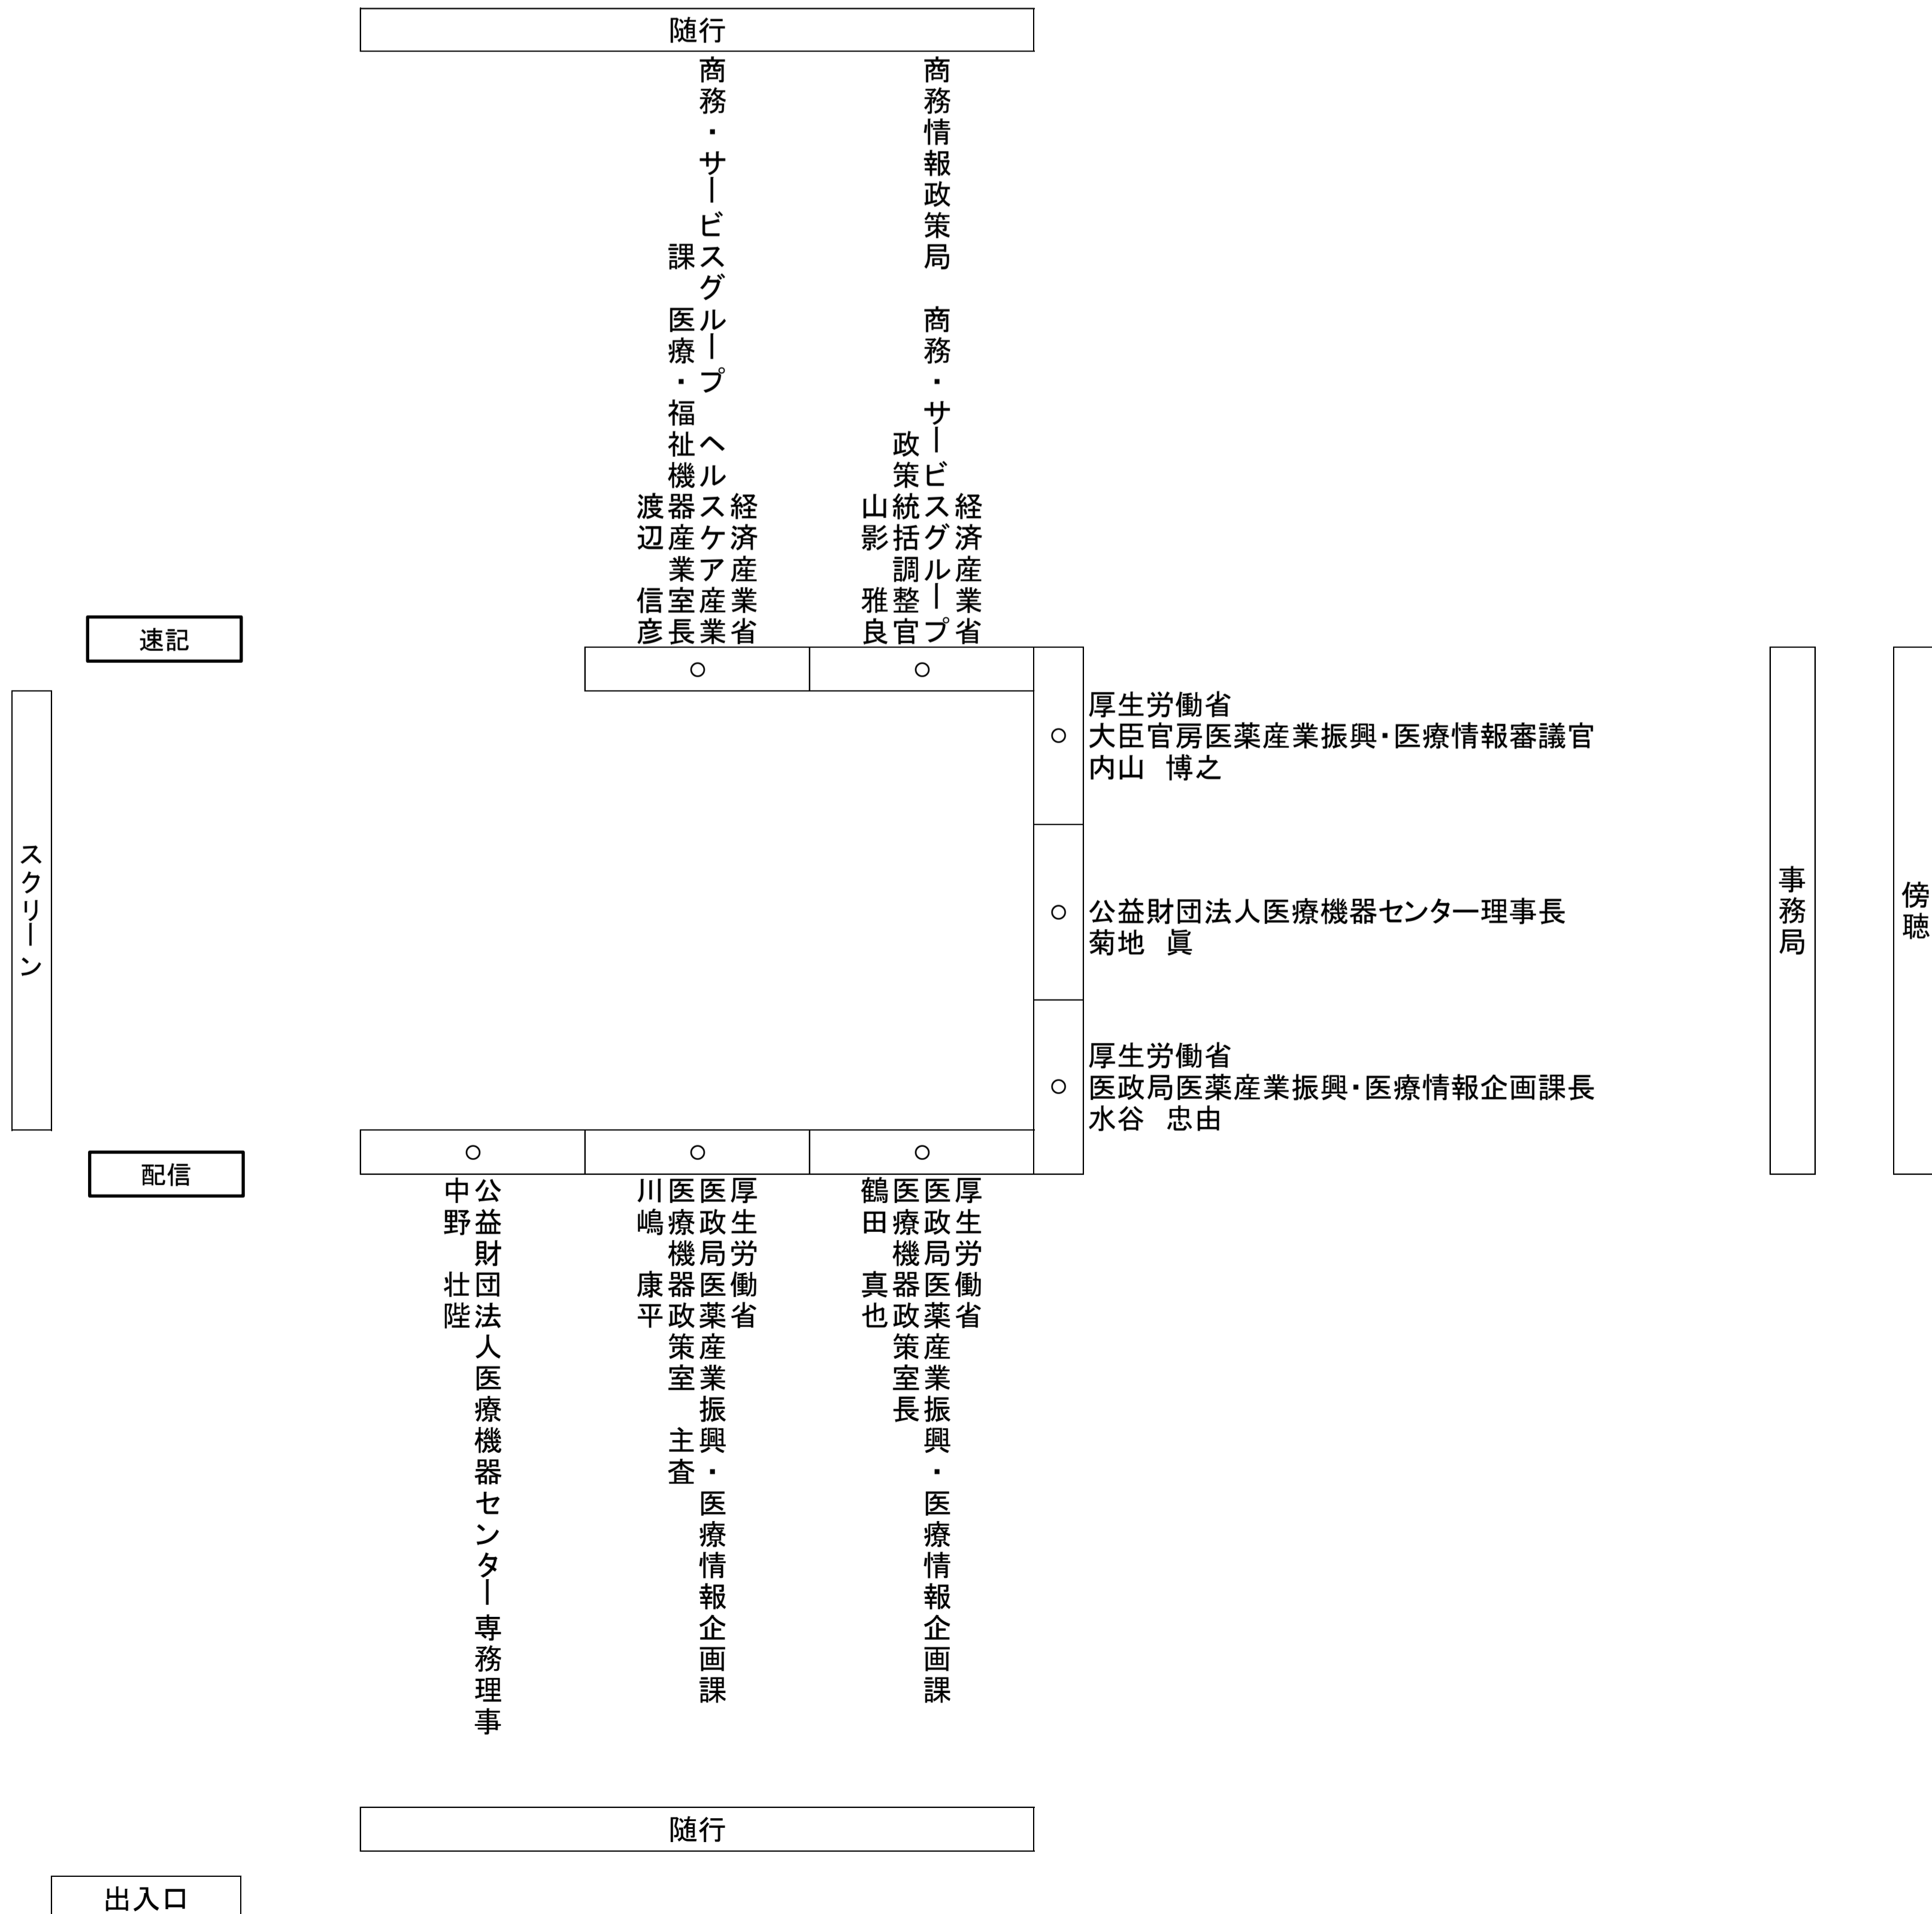 随行
経済産業省
商務情報政策局　商務・サービスグループ
政策統括調整官
山影　雅良
経済産業省
商務・サービスグループ　ヘルスケア産業
課　医療・福祉機器産業室長
渡辺　信彦
速記
スクリーン
配信
厚生労働省
大臣官房医薬産業振興・医療情報審議官
内山　博之
公益財団法人医療機器センター理事長
菊地　眞
厚生労働省
医政局医薬産業振興・医療情報企画課長
水谷　忠由
事務局
傍聴
厚生労働省
医政局医薬産業振興・医療情報企画課
医療機器政策室長
鶴田　真也
厚生労働省
医政局医薬産業振興・医療情報企画課
医療機器政策室　主査
川嶋　康平
公益財団法人医療機器センター専務理事
中野　壮陛
随行
出入口